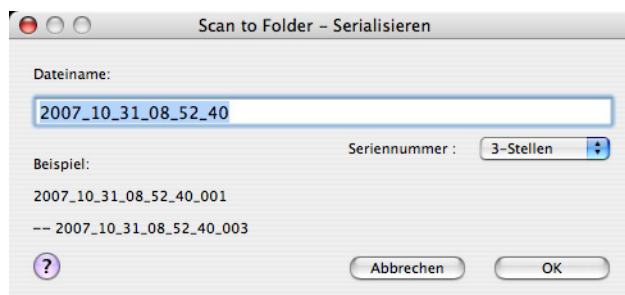 Scan to Folder – Serialisieren
Dateiname:
2007_10_31_08_52_40
Seriennummer : 3-Stellen
Beispiel:
2007_10_31_08_52_40_001
-- 2007_10_31_08_52_40_003
? Abbrechen OK